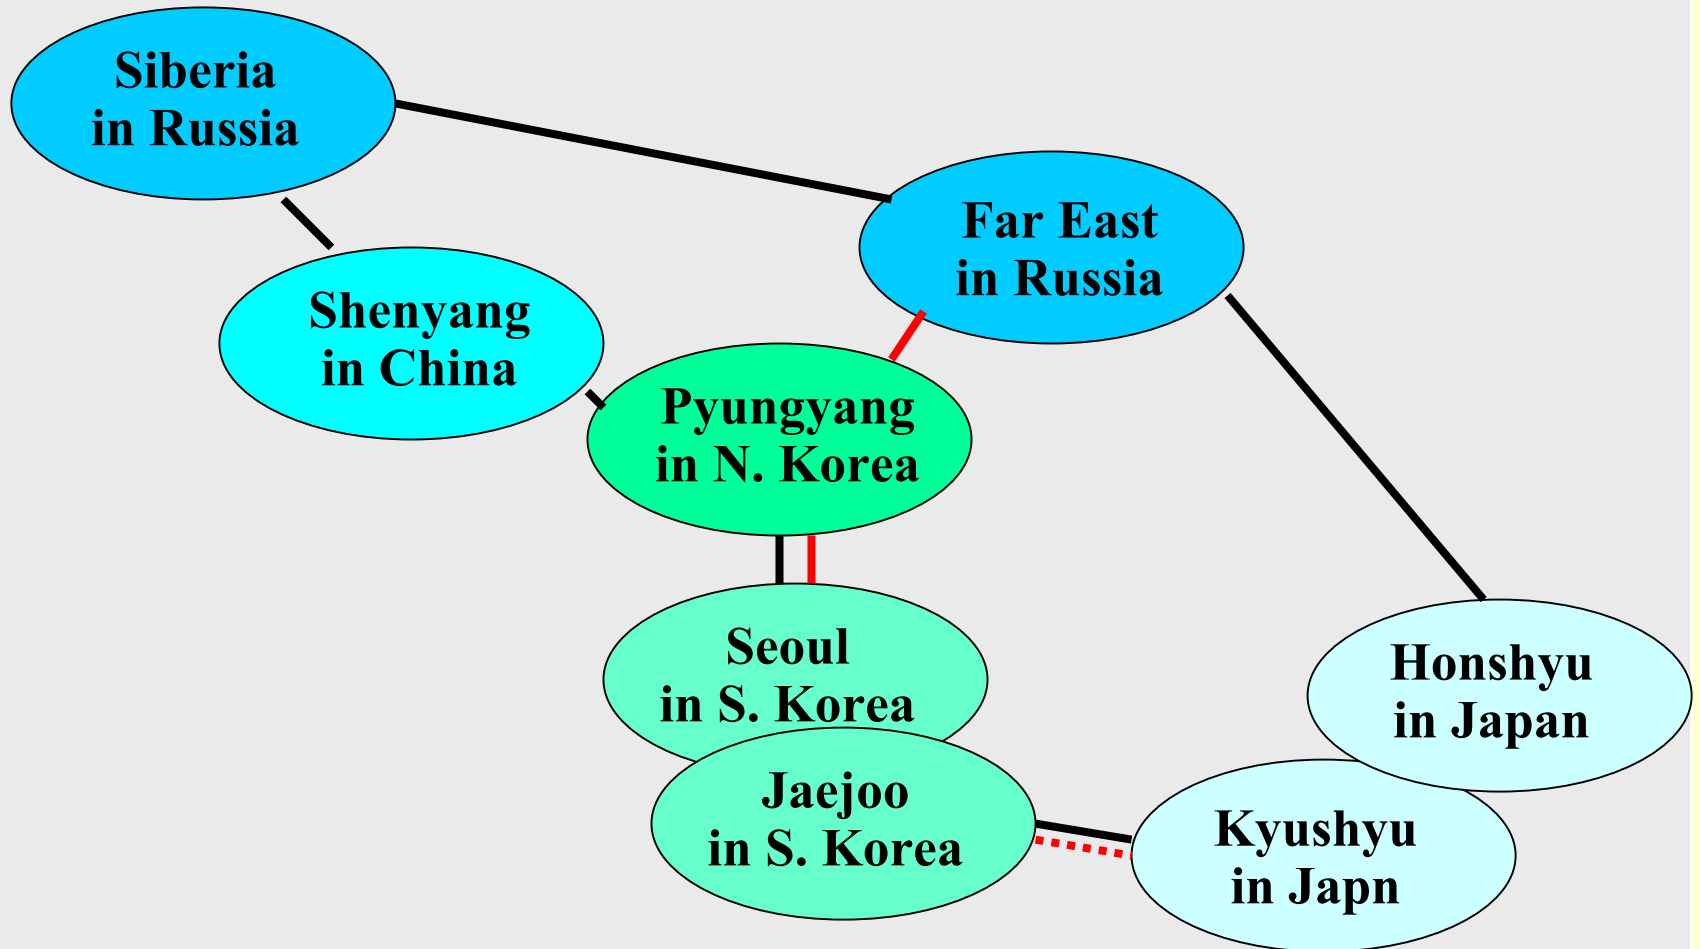 Siberia
in Russia
Far East
in Russia
Shenyang
in China
Pyungyang
in N. Korea
Seoul
in S. Korea
Honshyu
in Japan
Jaejoo
in S. Korea
Kyushyu
in Japn